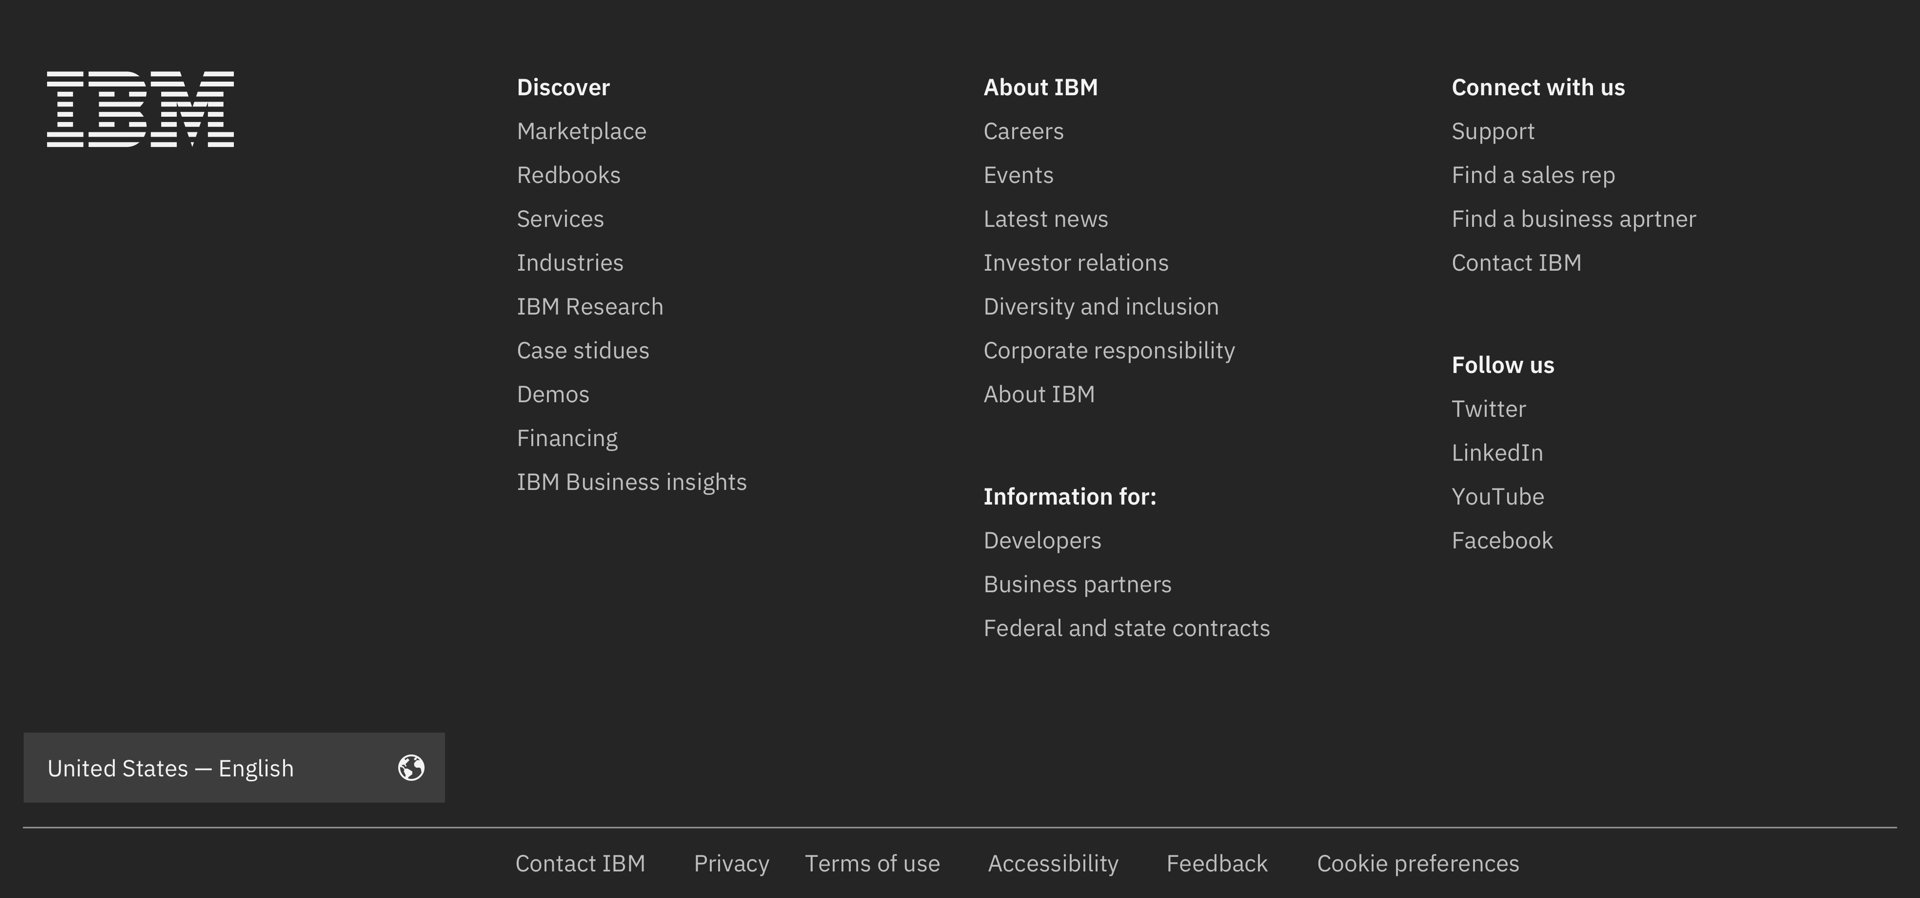 IBM
Discover
Marketplace
Redbooks
Services
Industries
IBM Research
Case stidues
Demos
Financing
IBM Business insights
About IBM
Careers
Events
Latest news
Investor relations
Diversity and inclusion
Corporate responsibility
About IBM
Information for:
Developers
Business partners
Federal and state contracts
Connect with us
Support
Find a sales rep
Find a business aprtner
Contact IBM
Follow us
Twitter
LinkedIn
YouTube
Facebook
United States — English
Contact IBM Privacy Terms of use Accessibility Feedback Cookie preferences